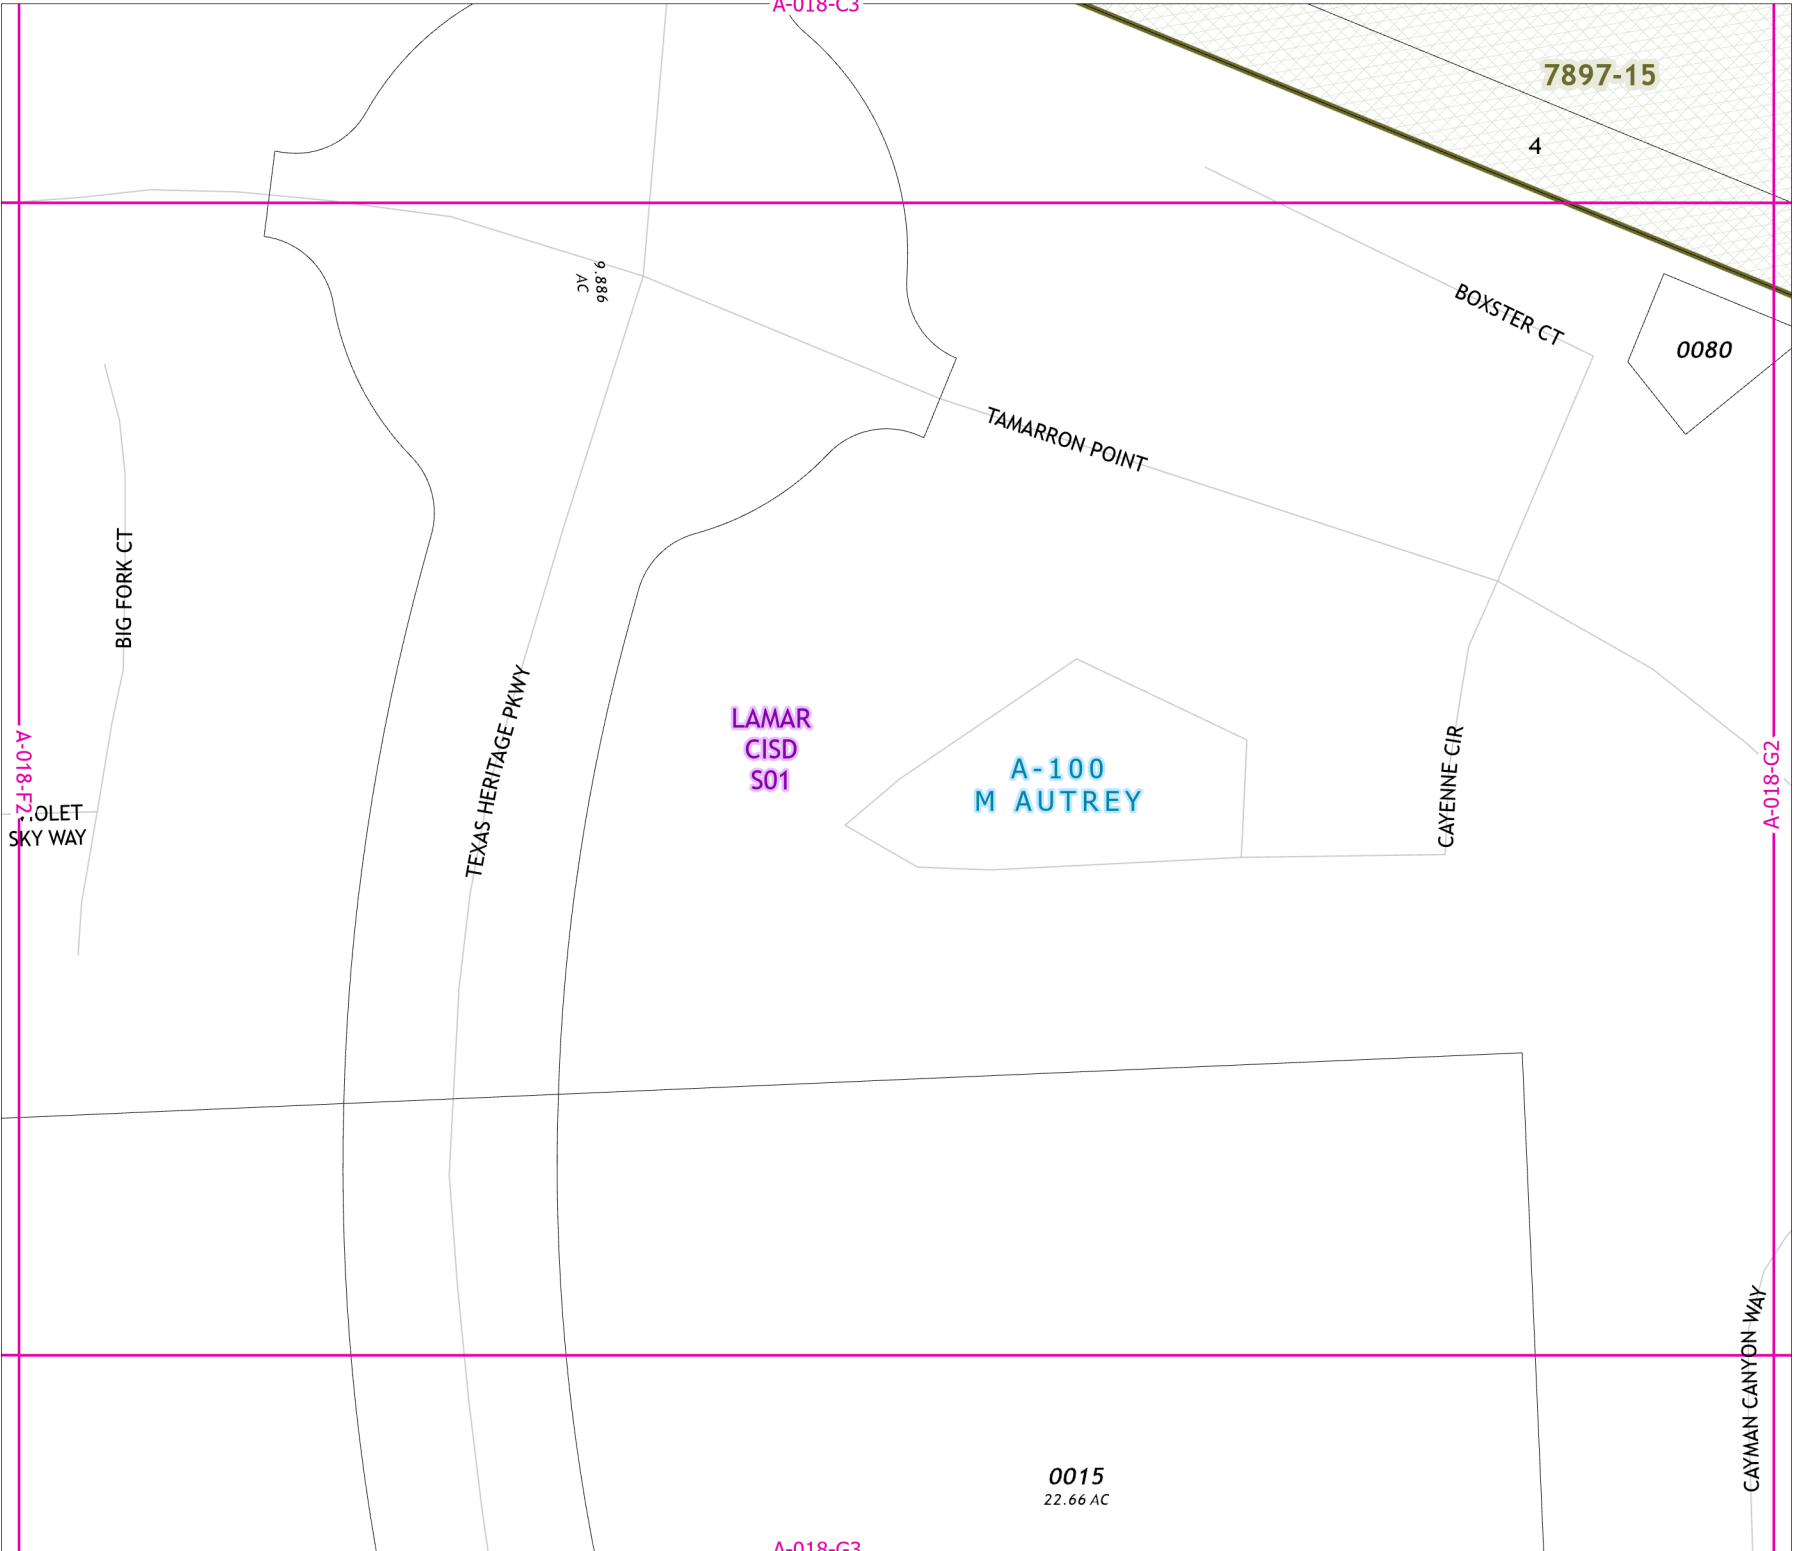 A-018-C3
7897-15
4
9.886
AC
BOXSTER CT
0080
TAMARRON POINT
BIG FORK CT
TEXAS HERITAGE PKWY
LAMAR
CISD
S01
A-100
M AUTREY
CAYENNE CIR
A-018-F2
A-018-G2
SKY WAY
CAYMAN CANYON WAY
0015
22.66 AC
A-018-G3